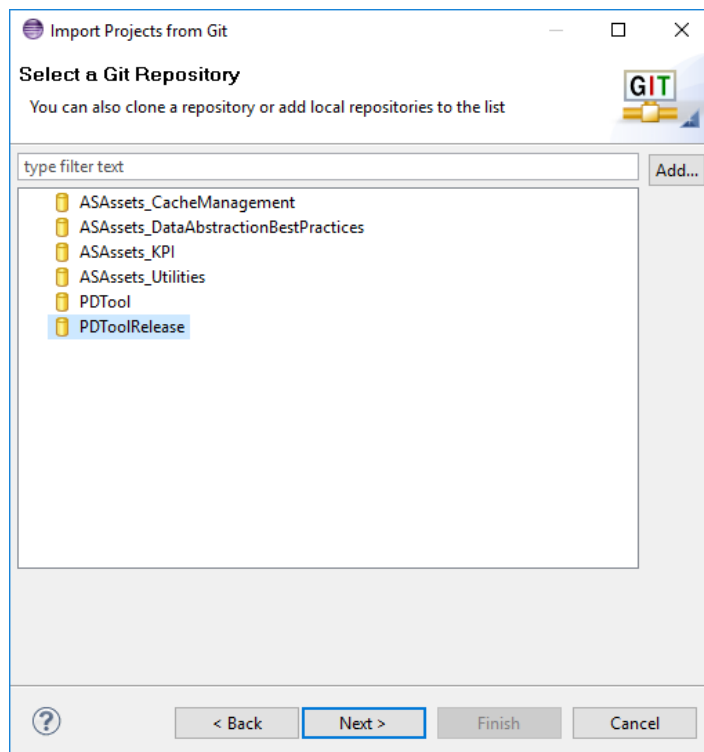 Import Projects from Git
Select a Git Repository
You can also clone a repository or add local repositories to the list
GIT
type filter text
Add...
ASAssets_CacheManagement
ASAssets_DataAbstractionBestPractices
ASAssets_KPI
ASAssets_Utilities
PDTool
PDToolRelease
?
< Back
Next >
Finish
Cancel